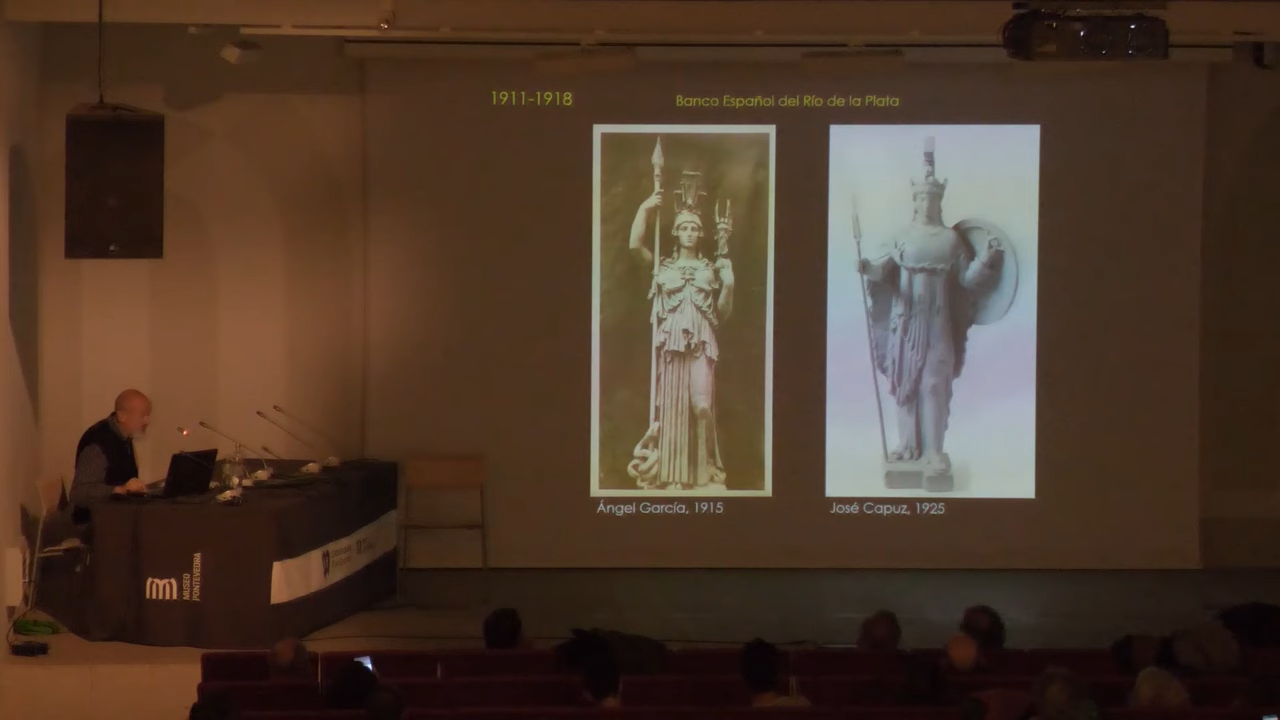 1911-1918
Banco Español del Río de la Plata
Ángel García, 1915
José Capuz, 1925
MUSEO
PONTEVEDRA